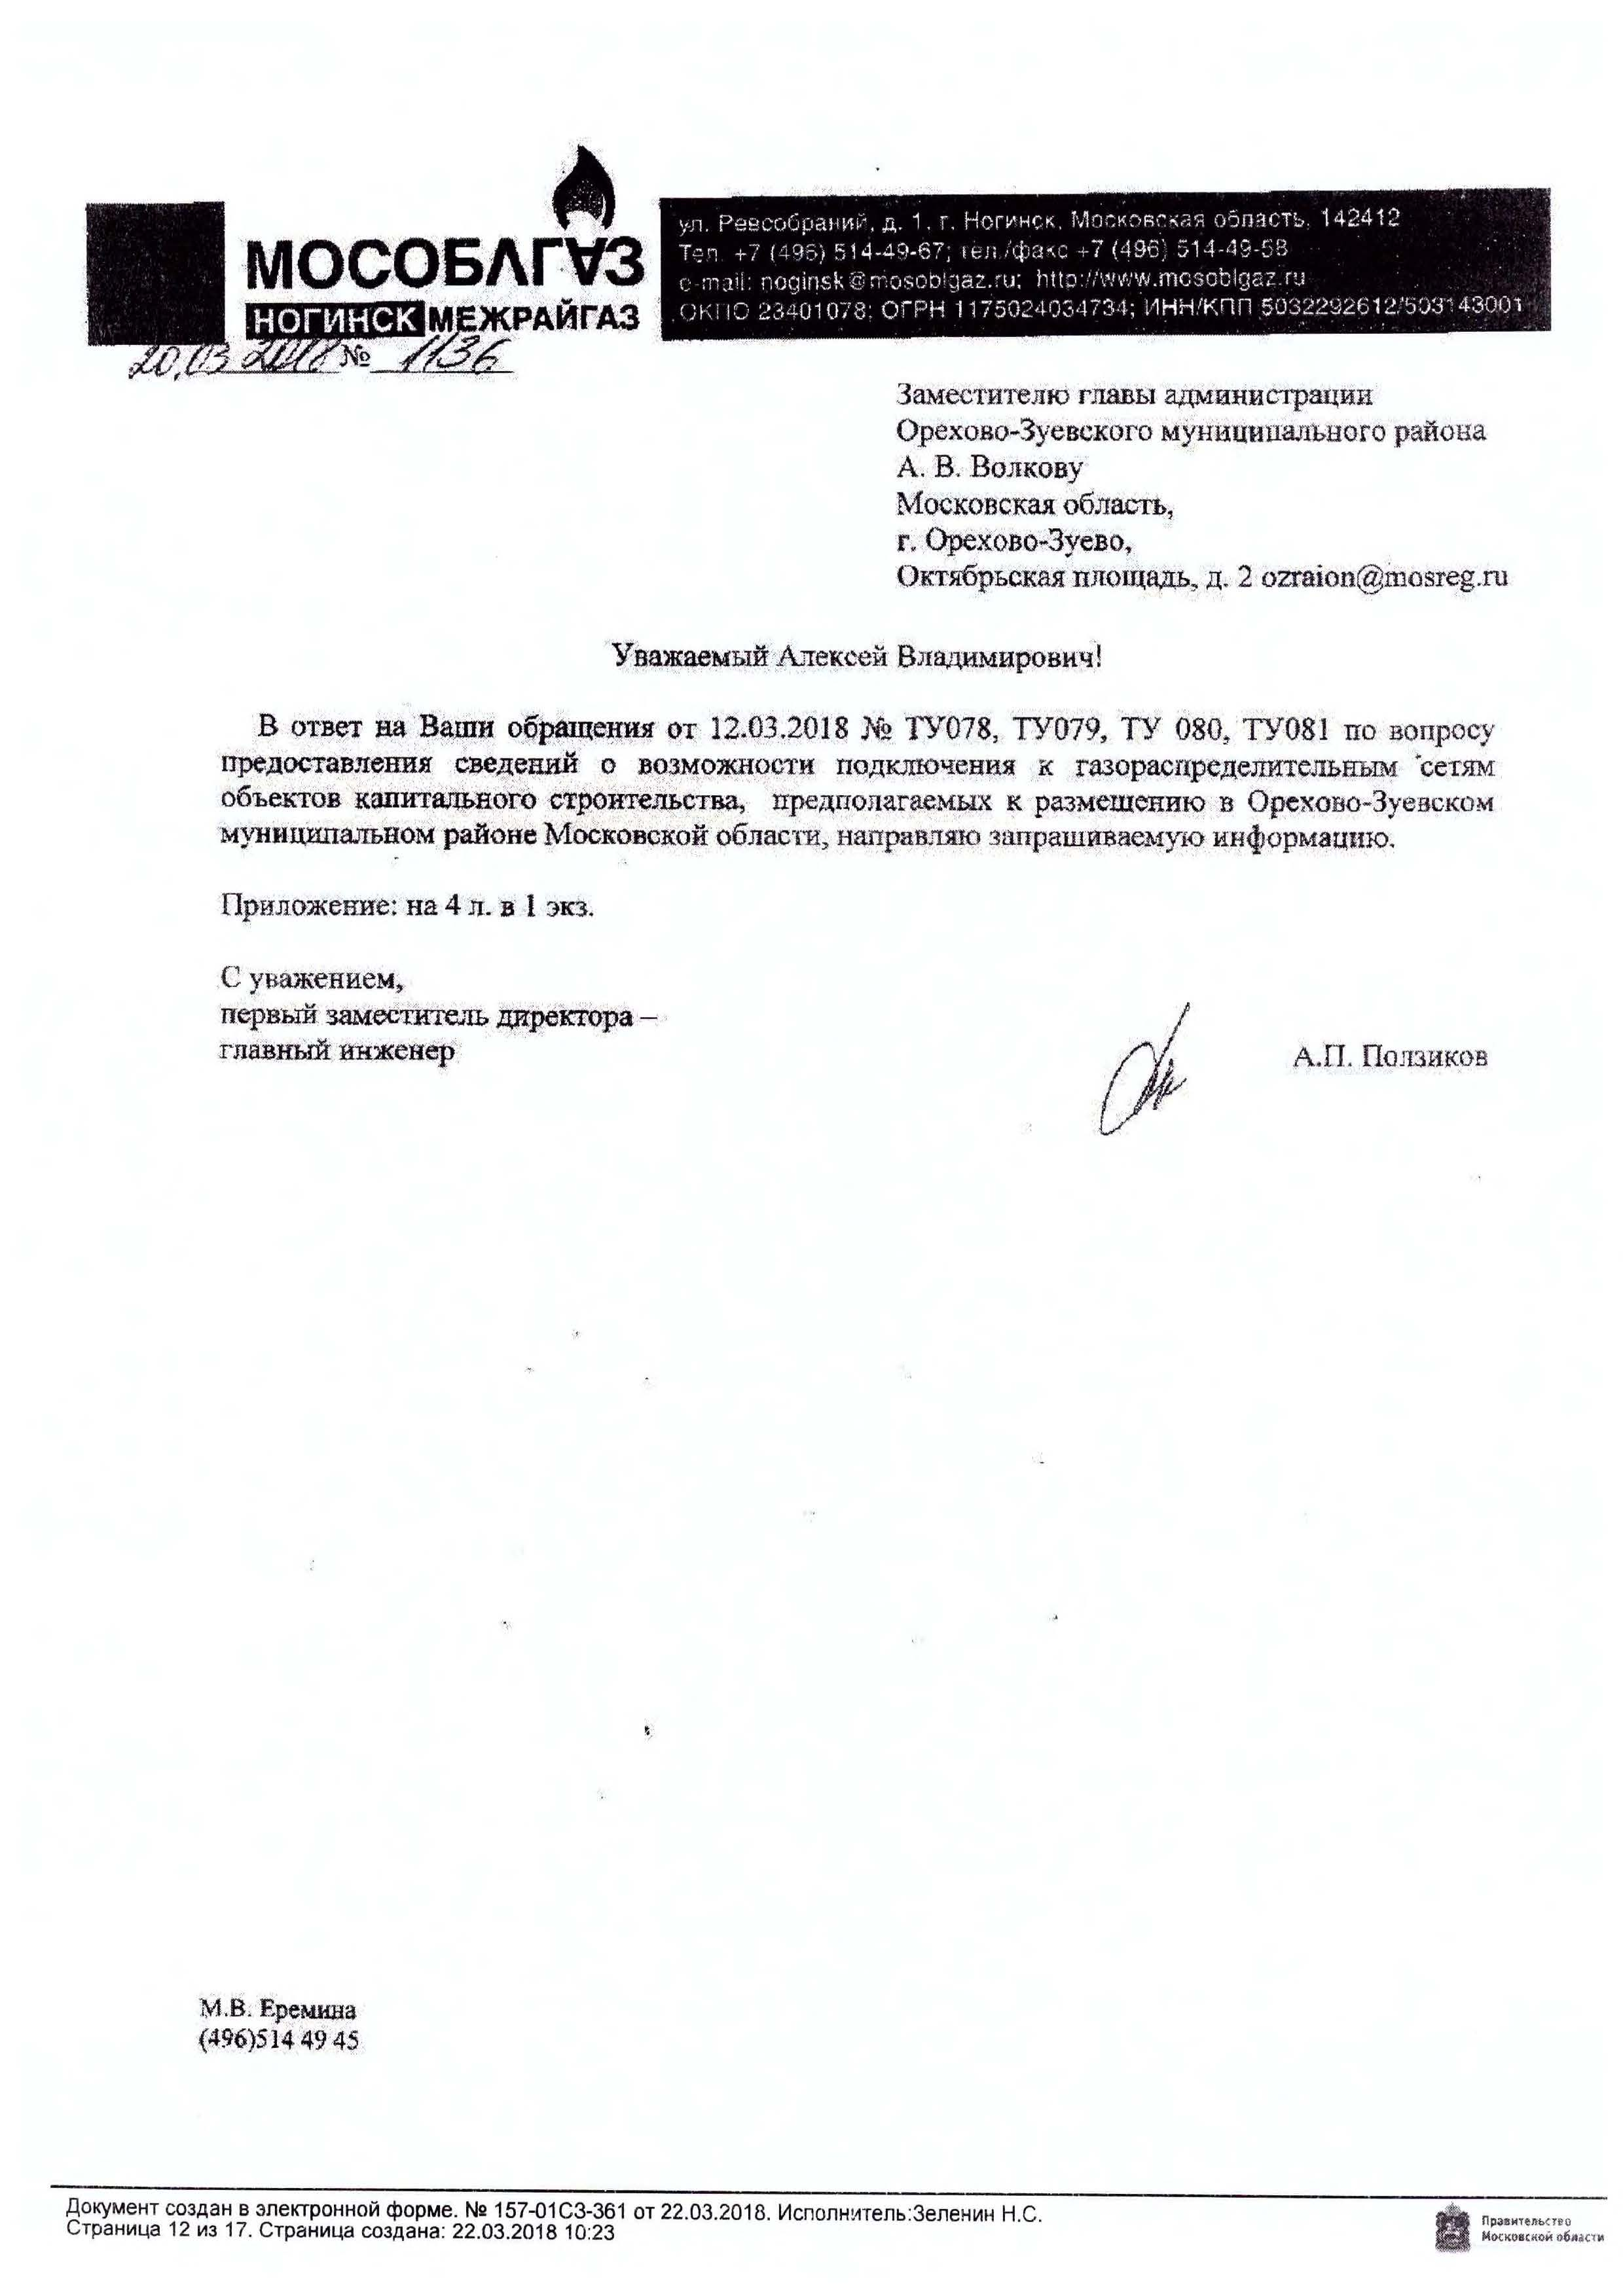 МОСОБЛГАЗ
НОГИНСК МЕЖРАЙГАЗ
ул. Ревсобраний, д. 1, г. Ногинск, Московская область, 142412
Тел. +7 (496) 514-49-67; тел./факс +7 (496) 514-49-58
e-mail: noginsk@mosoblgaz.ru; http://www.mosoblgaz.ru
ОКПО 23401078; ОГРН 1175024034734; ИНН/КПП 5032292612/503143001
20.03.2018 № 1136
Заместителю главы администрации
Орехово-Зуевского муниципального района
А. В. Волкову
Московская область,
г. Орехово-Зуево,
Октябрьская площадь, д. 2 ozraion@mosreg.ru
Уважаемый Алексей Владимирович!
В ответ на Ваши обращения от 12.03.2018 № ТУ078, ТУ079, ТУ 080, ТУ081 по вопросу
предоставления сведений о возможности подключения к газораспределительным сетям
объектов капитального строительства, предполагаемых к размещению в Орехово-Зуевском
муниципальном районе Московской области, направляю запрашиваемую информацию.
Приложение: на 4 л. в 1 экз.
С уважением,
первый заместитель директора –
главный инженер
А.П. Ползиков
М.В. Еремина
(496)514 49 45
Документ создан в электронной форме. № 157-01СЗ-361 от 22.03.2018. Исполнитель:Зеленин Н.С.
Страница 12 из 17. Страница создана: 22.03.2018 10:23
Правительство
Московской области